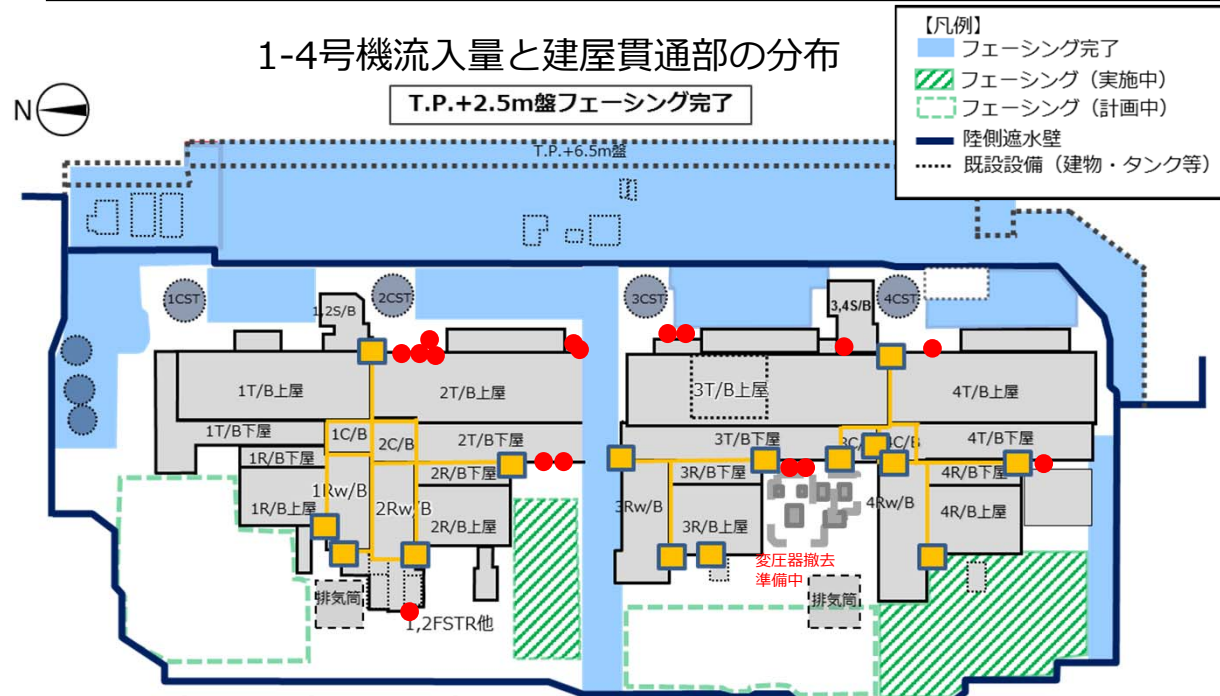 1-4号機流入量と建屋貫通部の分布
【凡例】
フェーシング完了
フェーシング（実施中）
フェーシング（計画中）
陸側遮水壁
既設設備（建物・タンク等）
N
T.P.+2.5m盤フェーシング完了
T.P.+6.5m盤
1CST
2CST
3CST
4CST
1,2S/B
3,4S/B
1T/B上屋
2T/B上屋
3T/B上屋
4T/B上屋
1T/B下屋
1C/B
2C/B
2T/B下屋
3T/B下屋
3C/
C/B
4T/B下屋
1R/B下屋
2R/B下屋
3R/B下屋
4R/B下屋
1Rw/B
2Rw/B
3Rw/B
4Rw/B
1R/B上屋
2R/B上屋
3R/B上屋
4R/B上屋
変圧器撤去
準備中
排気筒
排気筒
1,2FSTR他